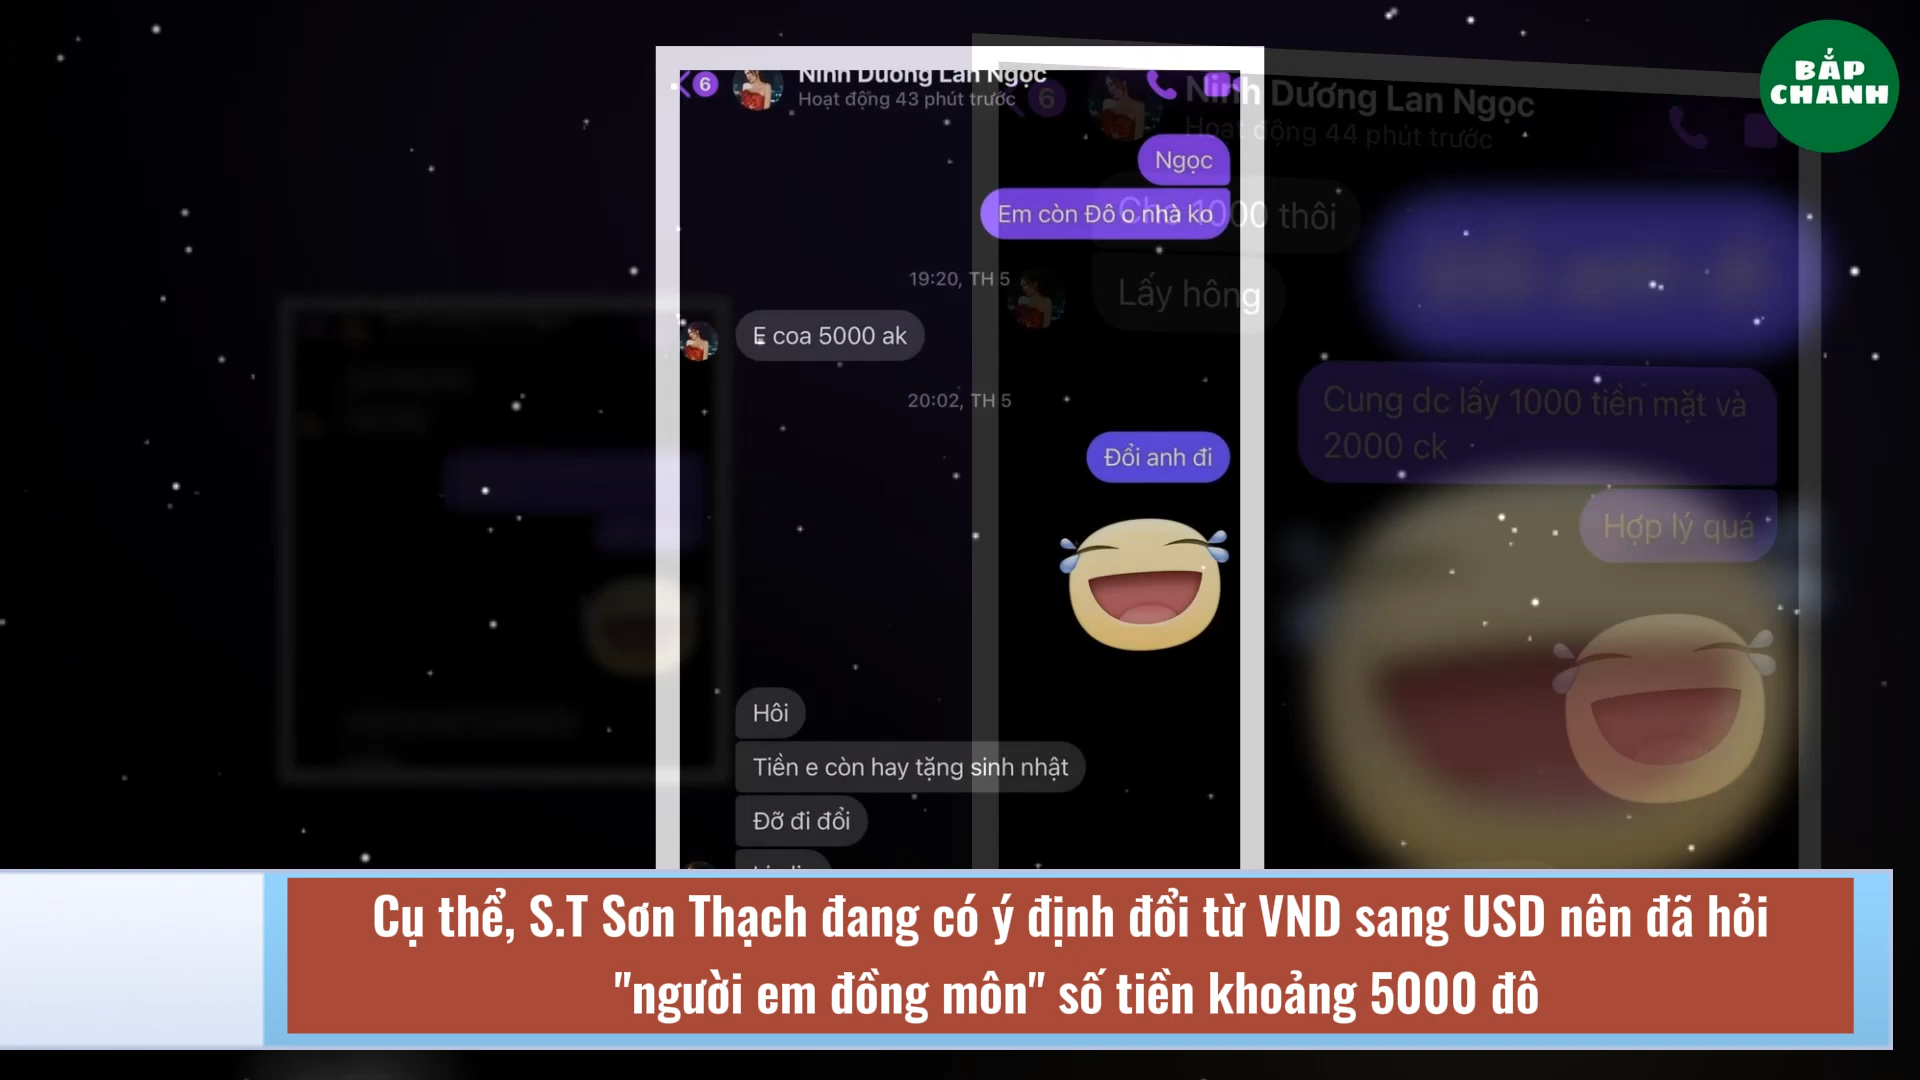 BẮP
CHANH
6
Ninh Dương Lan Ngọc
Hoạt động 43 phút trước
Ngọc
Em còn Đô o nhà ko
19:20, TH 5
E coa 5000 ak
20:02, TH 5
Đổi anh đi
Hôi
Tiền e còn hay tặng sinh nhật
Đỡ đi đổi
6
Ninh Dương Lan Ngọc
Hoạt động 44 phút trước
Cho 1000 thôi
Lấy hông
Cung dc lấy 1000 tiền mặt và
2000 ck
Hợp lý quá
Cụ thể, S.T Sơn Thạch đang có ý định đổi từ VND sang USD nên đã hỏi
"người em đồng môn" số tiền khoảng 5000 đô